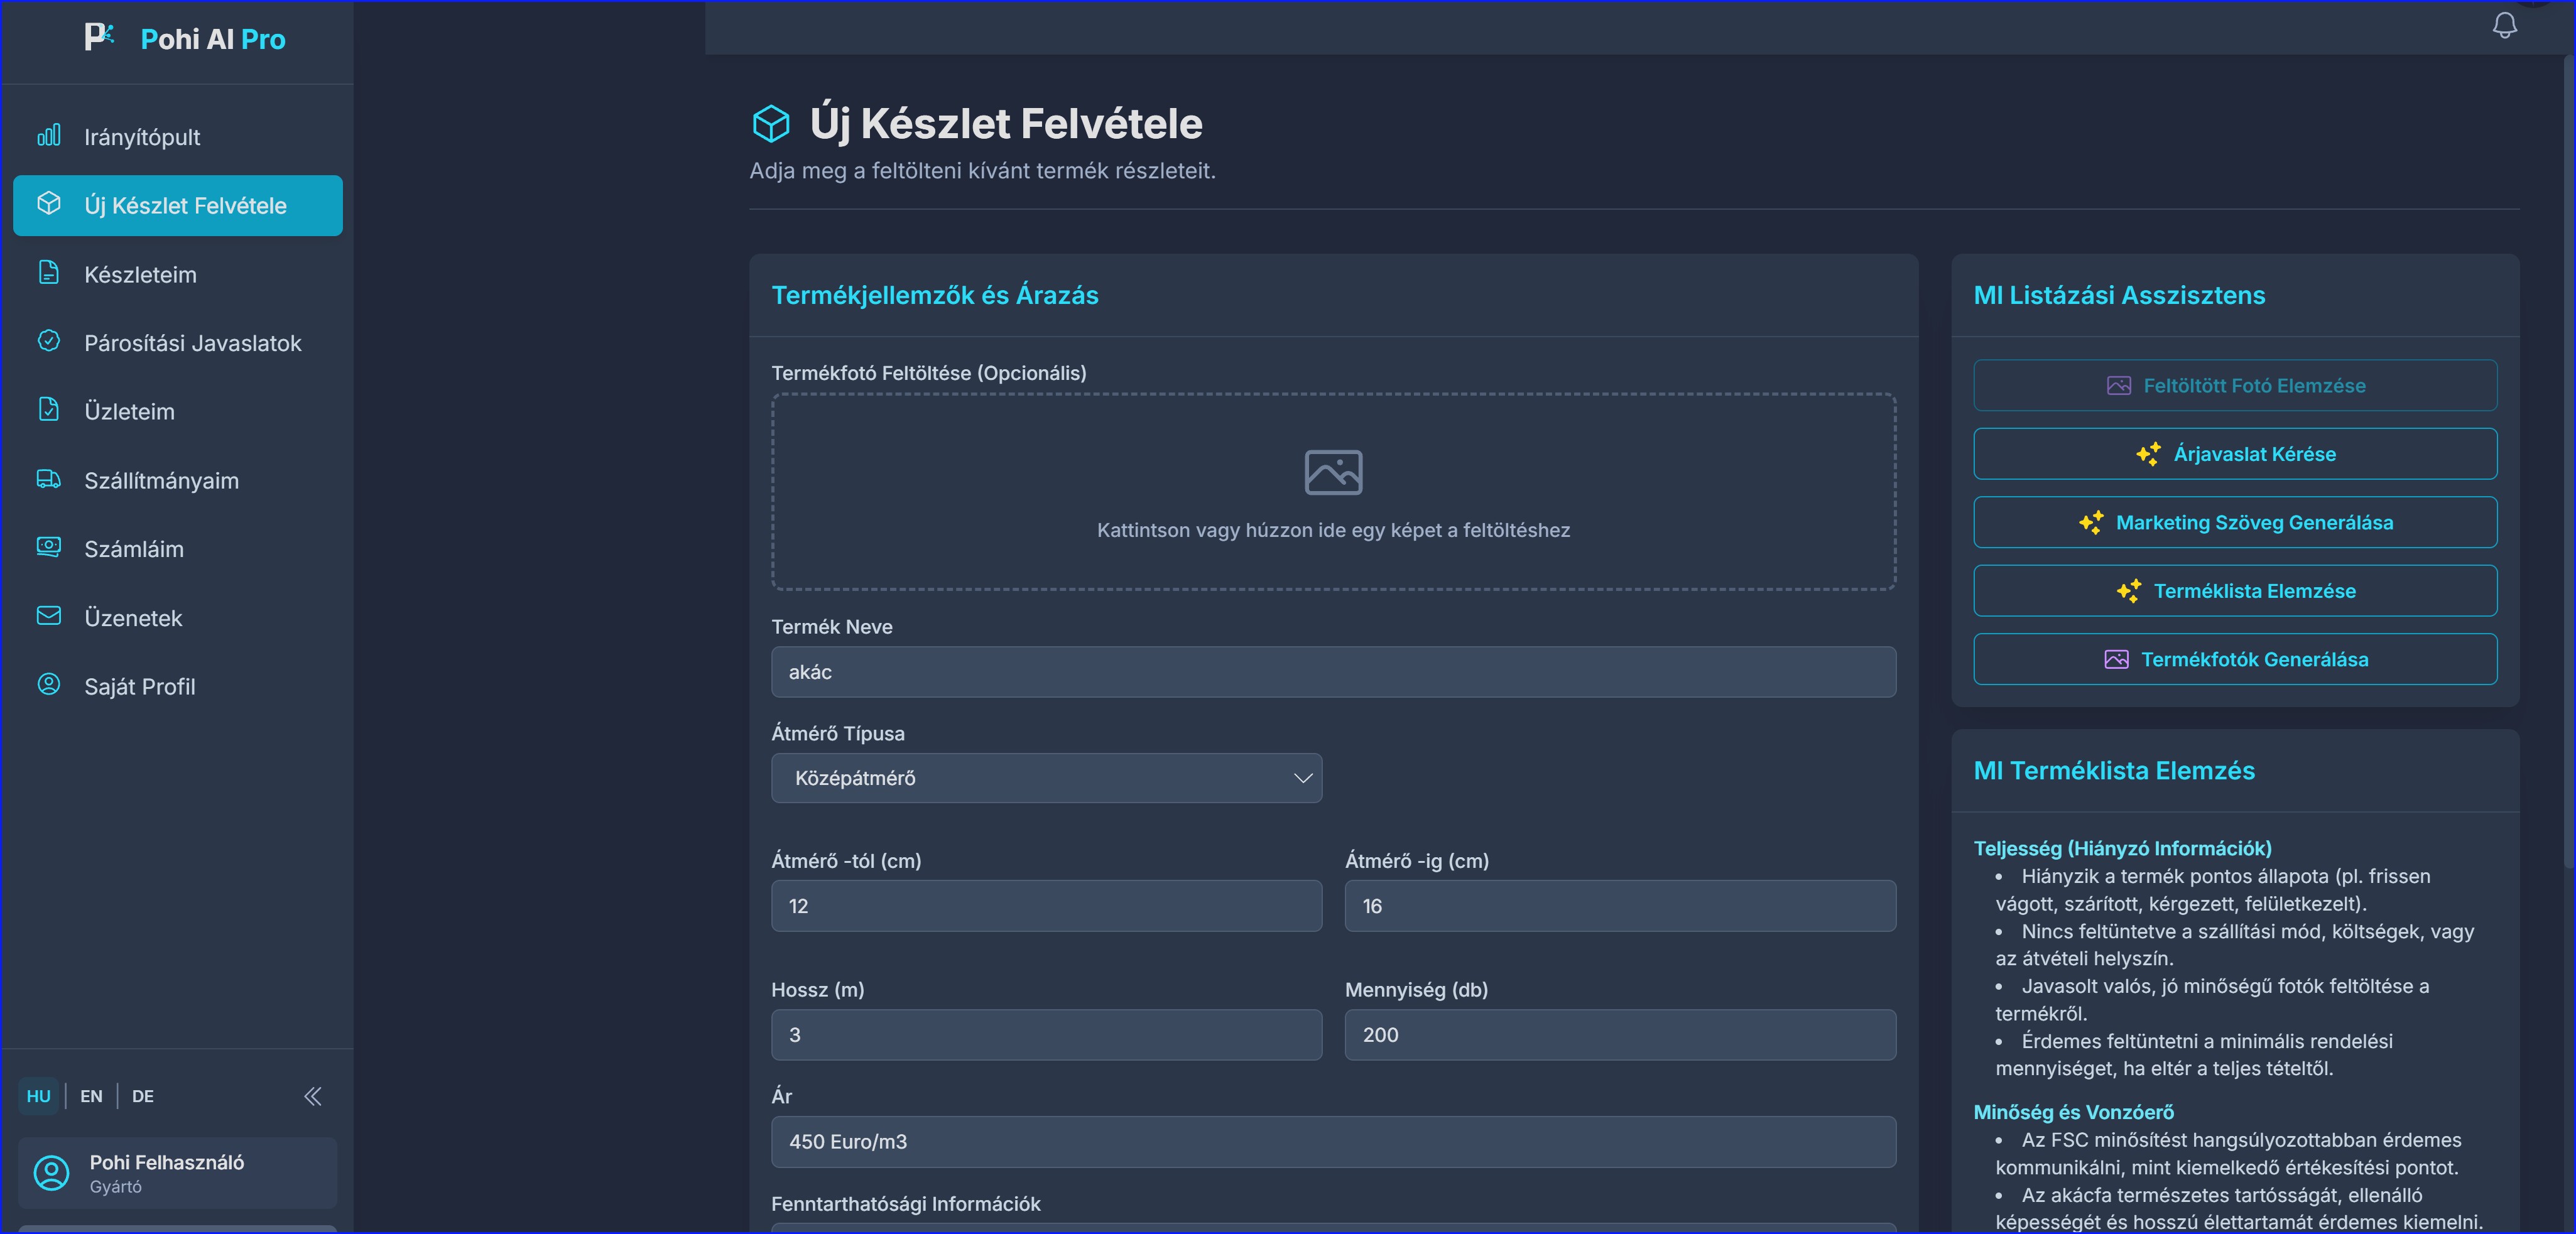 Pohi AI Pro
Irányítópult
Új Készlet Felvétele
Készleteim
Párosítási Javaslatok
Üzleteim
Szállítmányaim
Számláim
Üzenetek
Saját Profil
HU | EN | DE
Pohi Felhasználó
Gyártó
Új Készlet Felvétele
Adja meg a feltölteni kívánt termék részleteit.
Termékjellemzők és Árazás
Termékfotó Feltöltése (Opcionális)
Kattintson vagy húzzon ide egy képet a feltöltéshez
Termék Neve
akác
Átmérő Típusa
Középátmérő
Átmérő -tól (cm)
Átmérő -ig (cm)
12
16
Hossz (m)
Mennyiség (db)
3
200
Ár
450 Euro/m3
Fenntarthatósági Információk
MI Listázási Asszisztens
Feltöltött Fotó Elemzése
Árjavaslat Kérése
Marketing Szöveg Generálása
Terméklista Elemzése
Termékfotók Generálása
MI Terméklista Elemzés
Teljesség (Hiányzó Információk)
• Hiányzik a termék pontos állapota (pl. frissen
vágott, szárított, kérgezett, felületkezelt).
• Nincs feltüntetve a szállítási mód, költségek, vagy
az átvételi helyszín.
• Javasolt valós, jó minőségű fotók feltöltése a
termékről.
• Érdemes feltüntetni a minimális rendelési
mennyiséget, ha eltér a teljes tételtől.
Minőség és Vonzóerő
• Az FSC minősítést hangsúlyozottabban érdemes
kommunikálni, mint kiemelkedő értékesítési pontot.
• Az akácfa természetes tartósságát, ellenálló
képességét és hosszú élettartamát érdemes kiemelni.